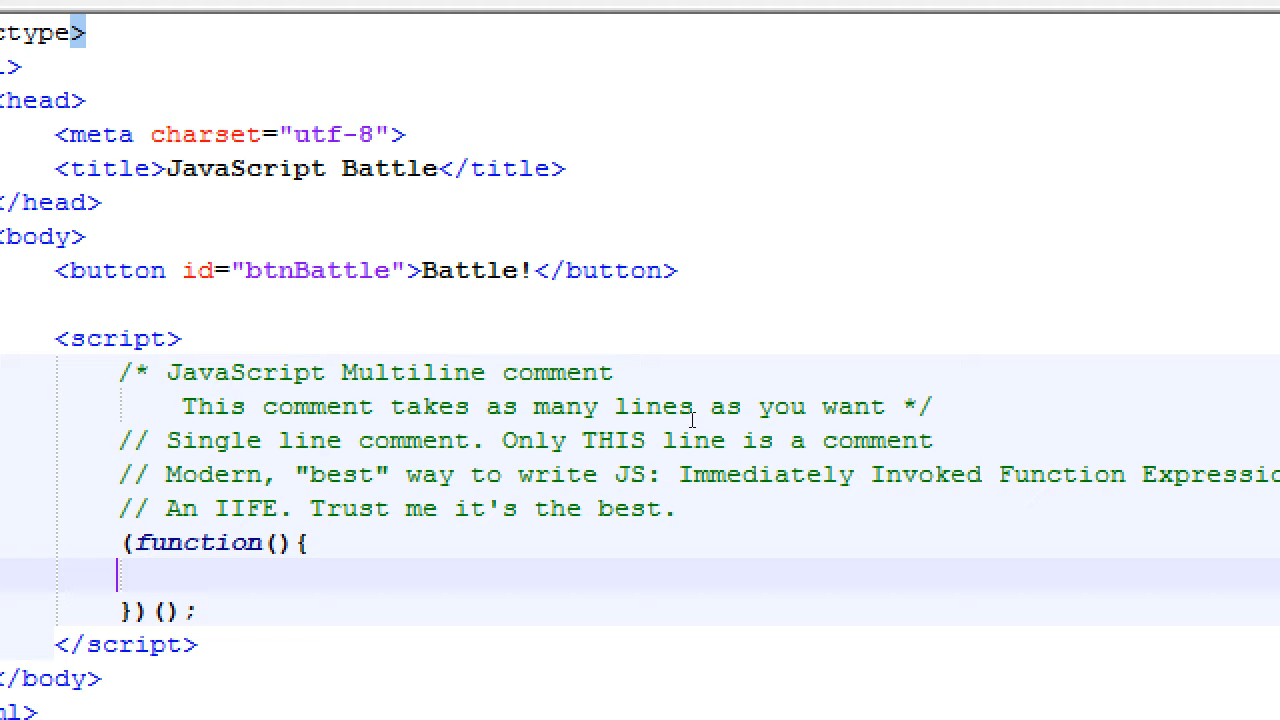 ctype>
l>
<head>
<meta charset="utf-8">
<title>JavaScript Battle</title>
</head>
<body>
<button id="btnBattle">Battle!</button>
<script>
/* JavaScript Multiline comment
This comment takes as many lines as you want */
// Single line comment. Only THIS line is a comment
// Modern, "best" way to write JS: Immediately Invoked Function Expressio
// An IIFE. Trust me it's the best.
(function(){
})();
</script>
</body>
ml>